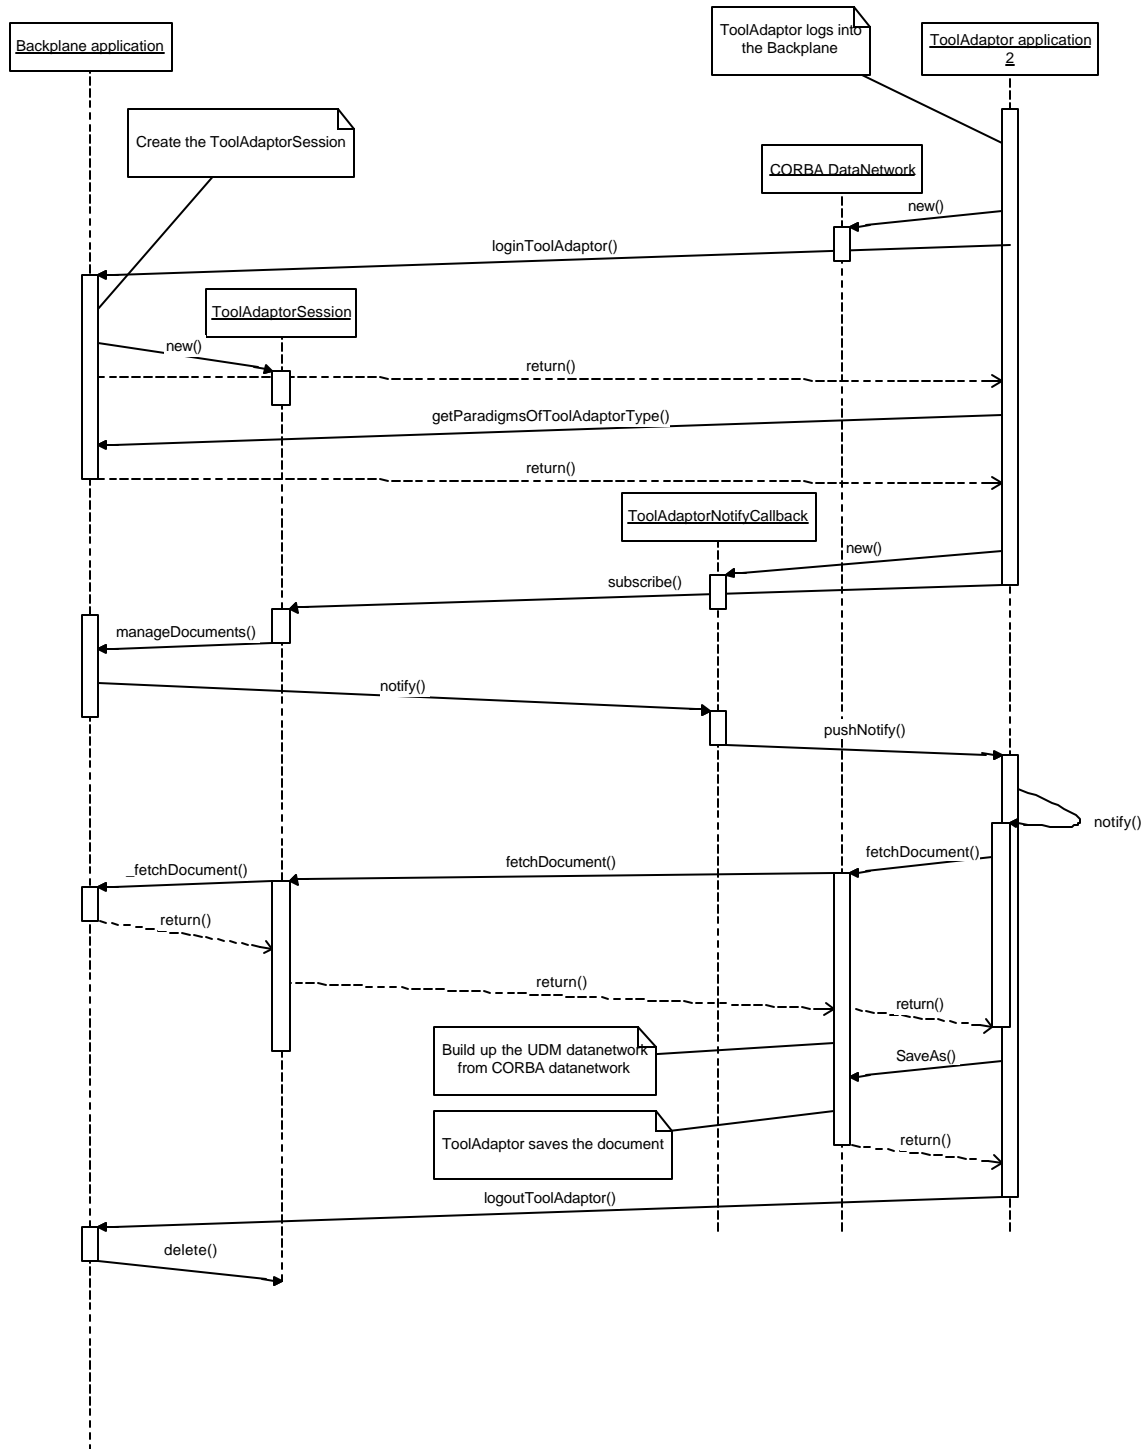 ToolAdaptor logs into
the Backplane
Backplane application
ToolAdaptor application
2
Create the ToolAdaptorSession
CORBA DataNetwork
new()
loginToolAdaptor()
ToolAdaptorSession
new()
return()
getParadigmsOfToolAdaptorType()
return()
ToolAdaptorNotifyCallback
new()
subscribe()
manageDocuments()
notify()
pushNotify()
notify()
fetchDocument()
fetchDocument()
_fetchDocument()
return()
return()
return()
Build up the UDM datanetwork
from CORBA datanetwork
SaveAs()
ToolAdaptor saves the document
return()
logoutToolAdaptor()
delete()